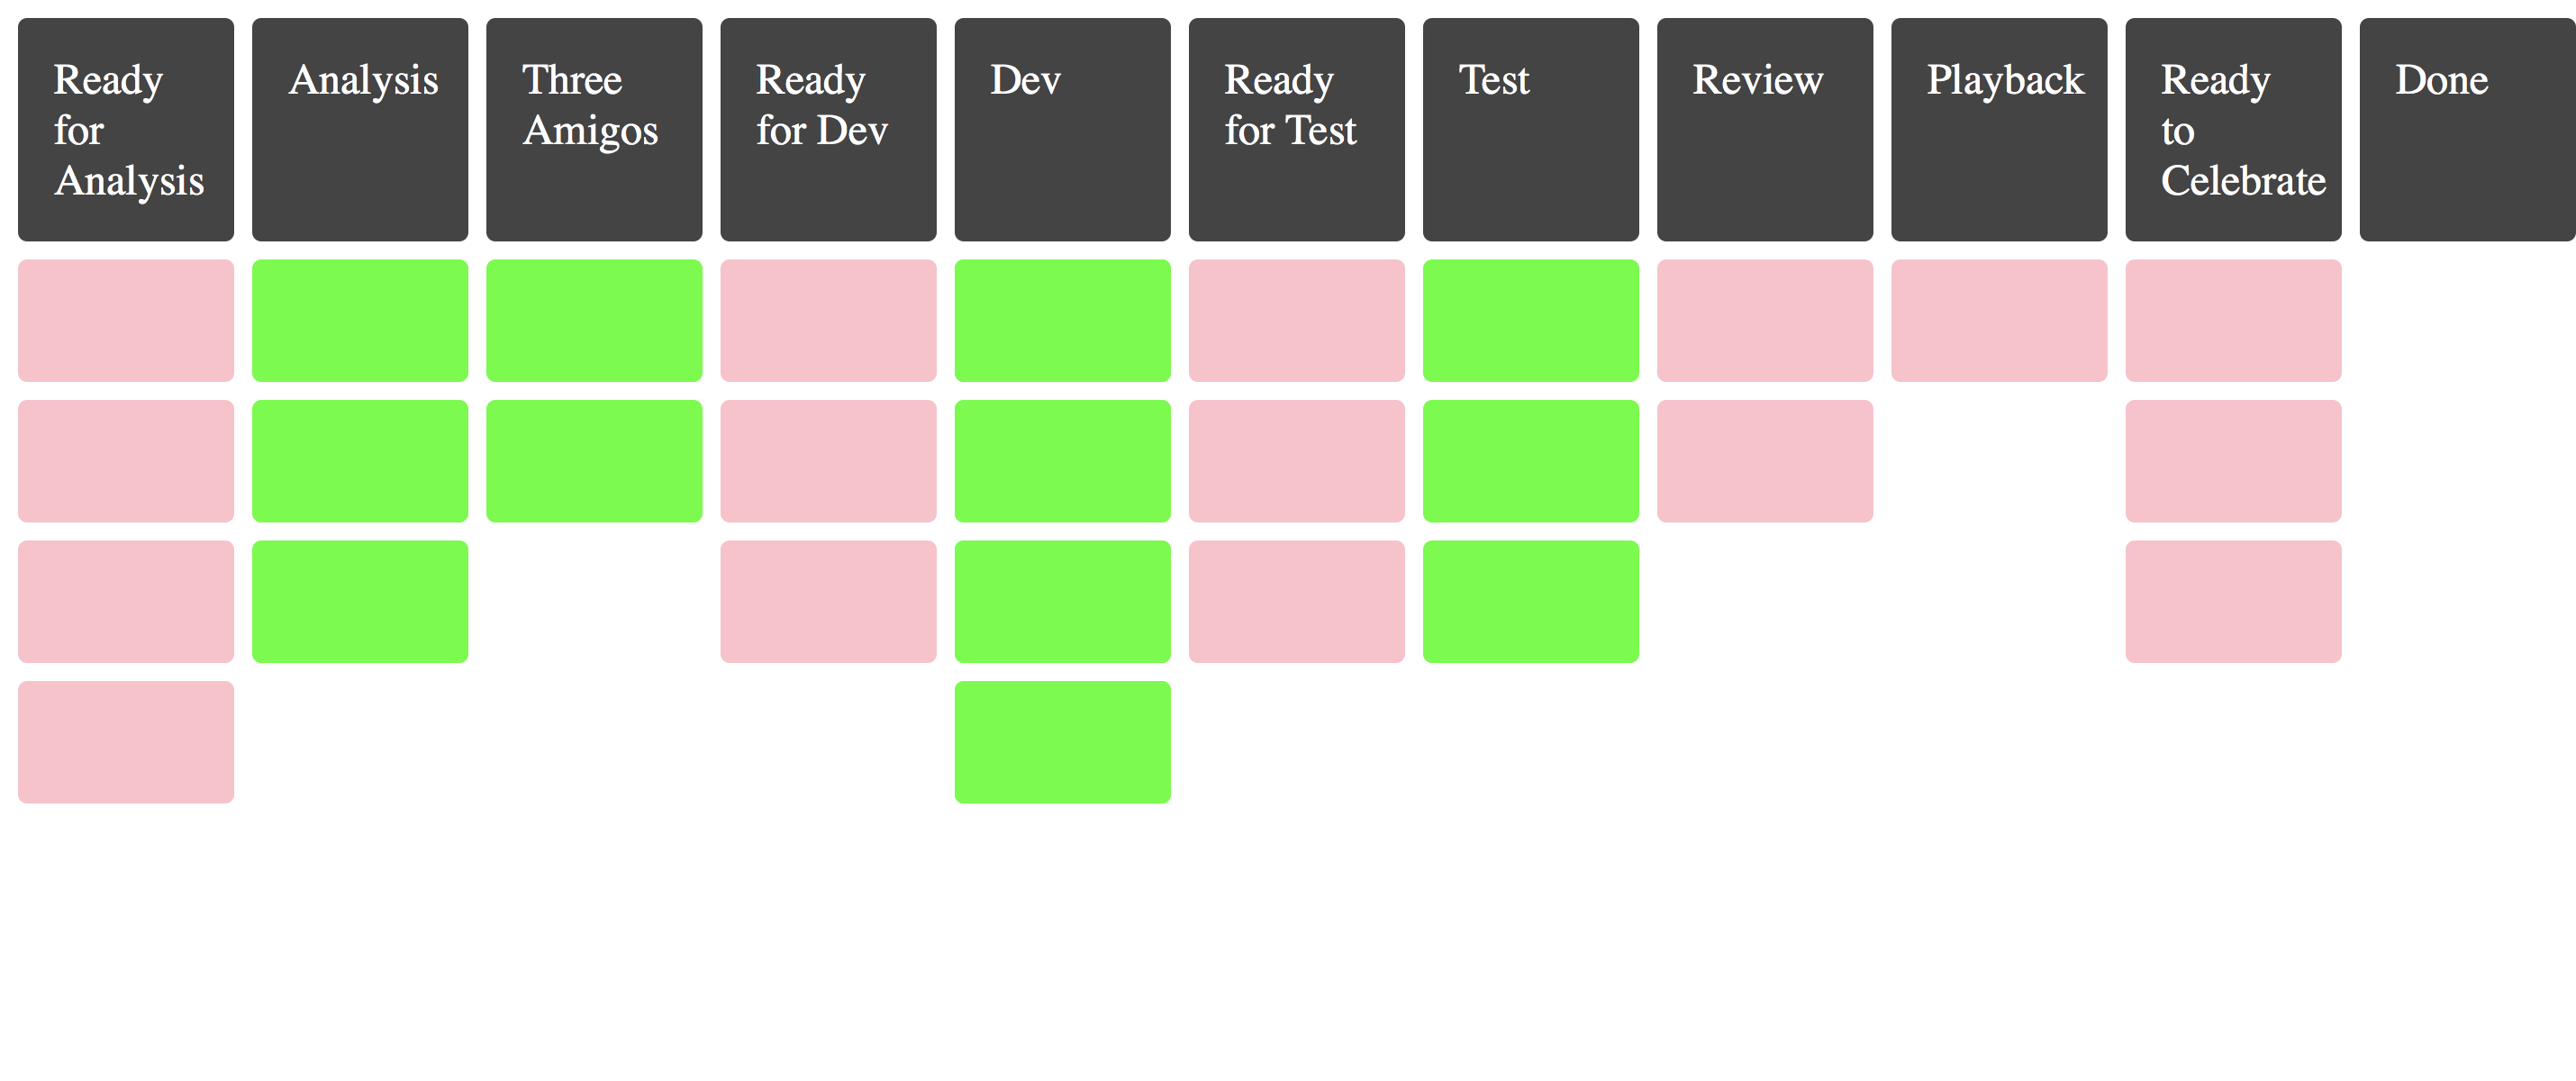 Ready
for
Analysis
Analysis
Three
Amigos
Ready
for Dev
Dev
Ready
for Test
Test
Review
Playback
Ready
to
Celebrate
Done